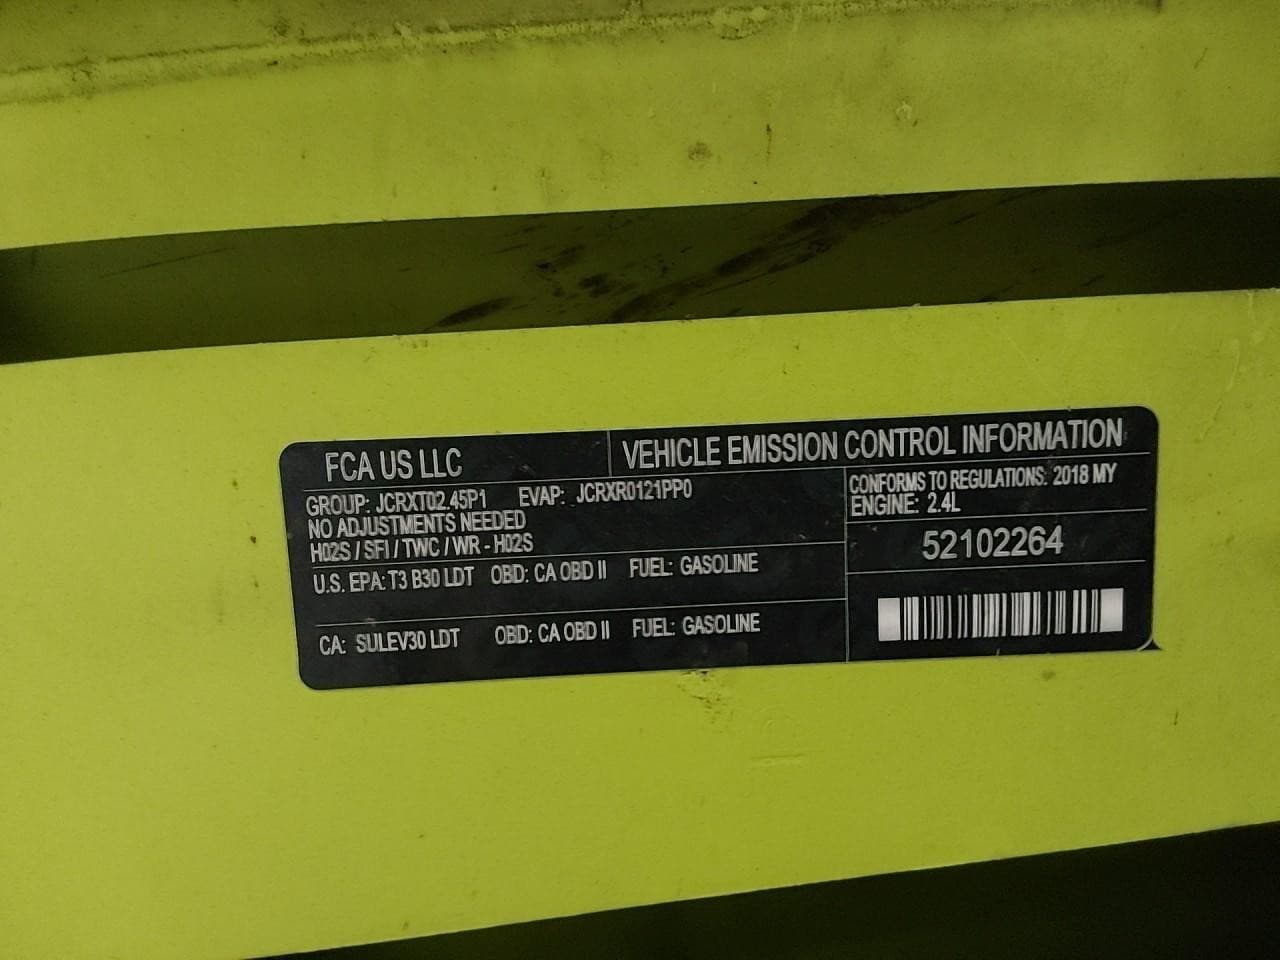 FCA US LLC
VEHICLE EMISSION CONTROL INFORMATION
GROUP: JCRXT02.45P1 EVAP: JCRXR0121PP0
NO ADJUSTMENTS NEEDED
H02S / SFI / TWC / WR - H02S
U.S. EPA: T3 B30 LDT OBD: CA OBD II FUEL: GASOLINE
CA: SULEV30 LDT OBD: CA OBD II FUEL: GASOLINE
CONFORMS TO REGULATIONS: 2018 MY
ENGINE: 2.4L
52102264